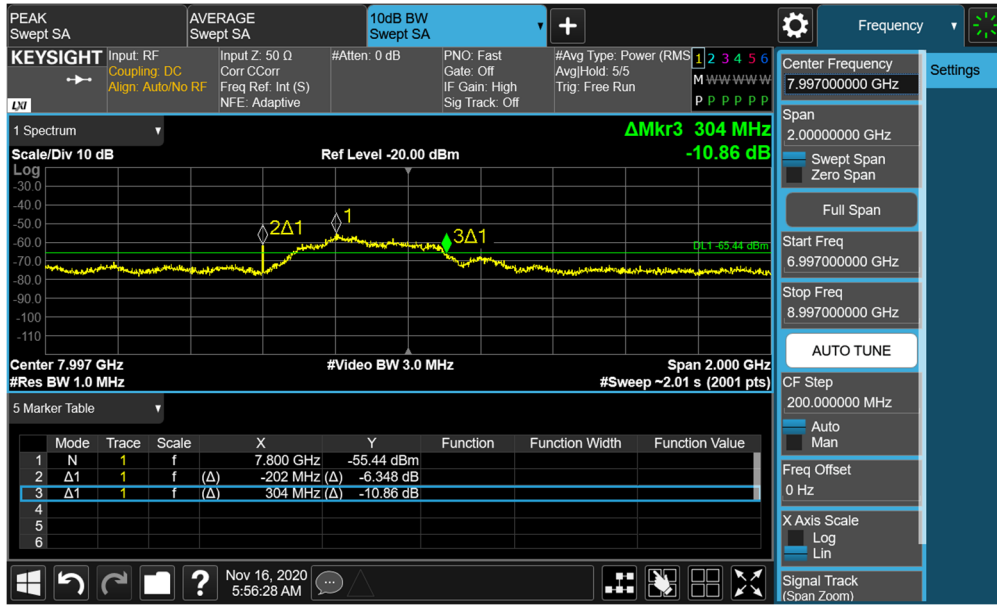 PEAK
Swept SA
AVERAGE
Swept SA
10dB BW
Swept SA
Frequency
KEYSIGHT
LXI
Input: RF
Coupling: DC
Align: Auto/No RF
Input Z: 50 Ω
Corr CCorr
Freq Ref: Int (S)
NFE: Adaptive
#Atten: 0 dB
PNO: Fast
Gate: Off
IF Gain: High
Sig Track: Off
#Avg Type: Power (RMS
Avg|Hold: 5/5
Trig: Free Run
1 2 3 4 5 6
M W W W W W
P P P P P P
1 Spectrum
Scale/Div 10 dB
Ref Level -20.00 dBm
ΔMkr3 304 MHz
-10.86 dB
Log
-30.0
-40.0
-50.0
-60.0
-70.0
-80.0
-90.0
-100
-110
2Δ1
1
3Δ1
DL1 -65.44 dBm
Center 7.997 GHz
#Res BW 1.0 MHz
#Video BW 3.0 MHz
Span 2.000 GHz
#Sweep ~2.01 s (2001 pts)
5 Marker Table
Mode Trace Scale X Y Function Function Width Function Value
1 N 1 f 7.800 GHz -55.44 dBm
2 Δ1 1 f (Δ) -202 MHz (Δ) -6.348 dB
3 Δ1 1 f (Δ) 304 MHz (Δ) -10.86 dB
4
5
6
?
Nov 16, 2020
5:56:28 AM
Center Frequency
7.997000000 GHz
Span
2.00000000 GHz
Swept Span
Zero Span
Full Span
Start Freq
6.997000000 GHz
Stop Freq
8.997000000 GHz
AUTO TUNE
CF Step
200.000000 MHz
Auto
Man
Freq Offset
0 Hz
X Axis Scale
Log
Lin
Signal Track
(Span Zoom)
Settings